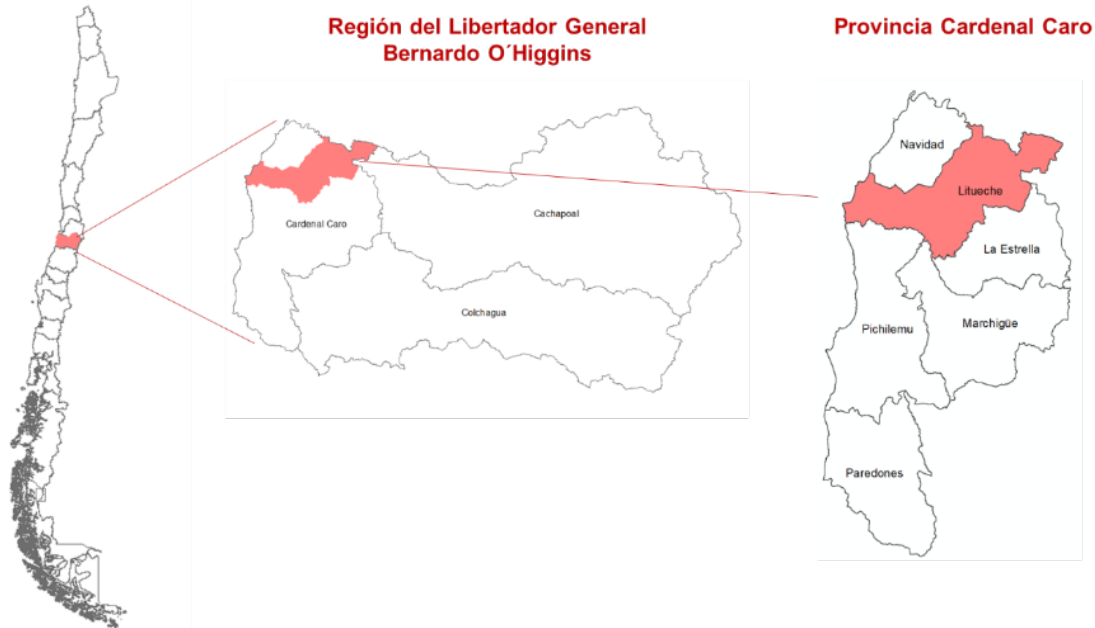 Región del Libertador General
Bernardo O´Higgins
Provincia Cardenal Caro
Cardenal Caro
Cachapoal
Colchagua
Navidad
Litueche
La Estrella
Pichilemu
Marchigüe
Paredones